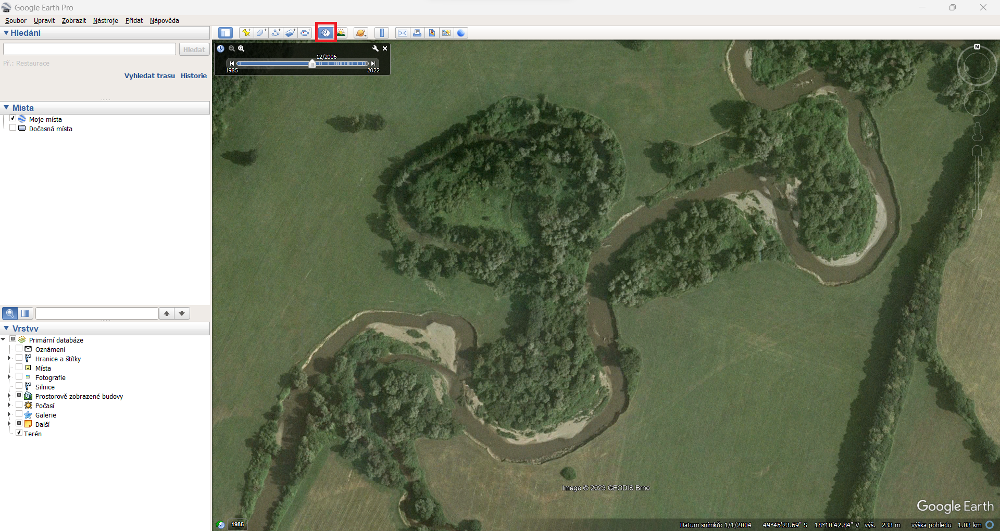 Google Earth Pro
Soubor Upravit Zobrazit Nástroje Přidat Nápověda
Hledání
Hledat
Př.: Restaurace
Vyhledat trasu Historie
Místa
Moje místa
Dočasná místa
Vrstvy
Primární databáze
Oznámení
Hranice a štítky
Místa
Fotografie
Silnice
Prostorově zobrazené budovy
Počasí
Galerie
Další
Terén
12/2006
1985 2022
N
Image © 2023 GEODIS Brno
Google Earth
1985
Datum snímků: 1/1/2004 49°45'23.69" S 18°10'42.84" V výš. 233 m výška pohledu 1.03 km